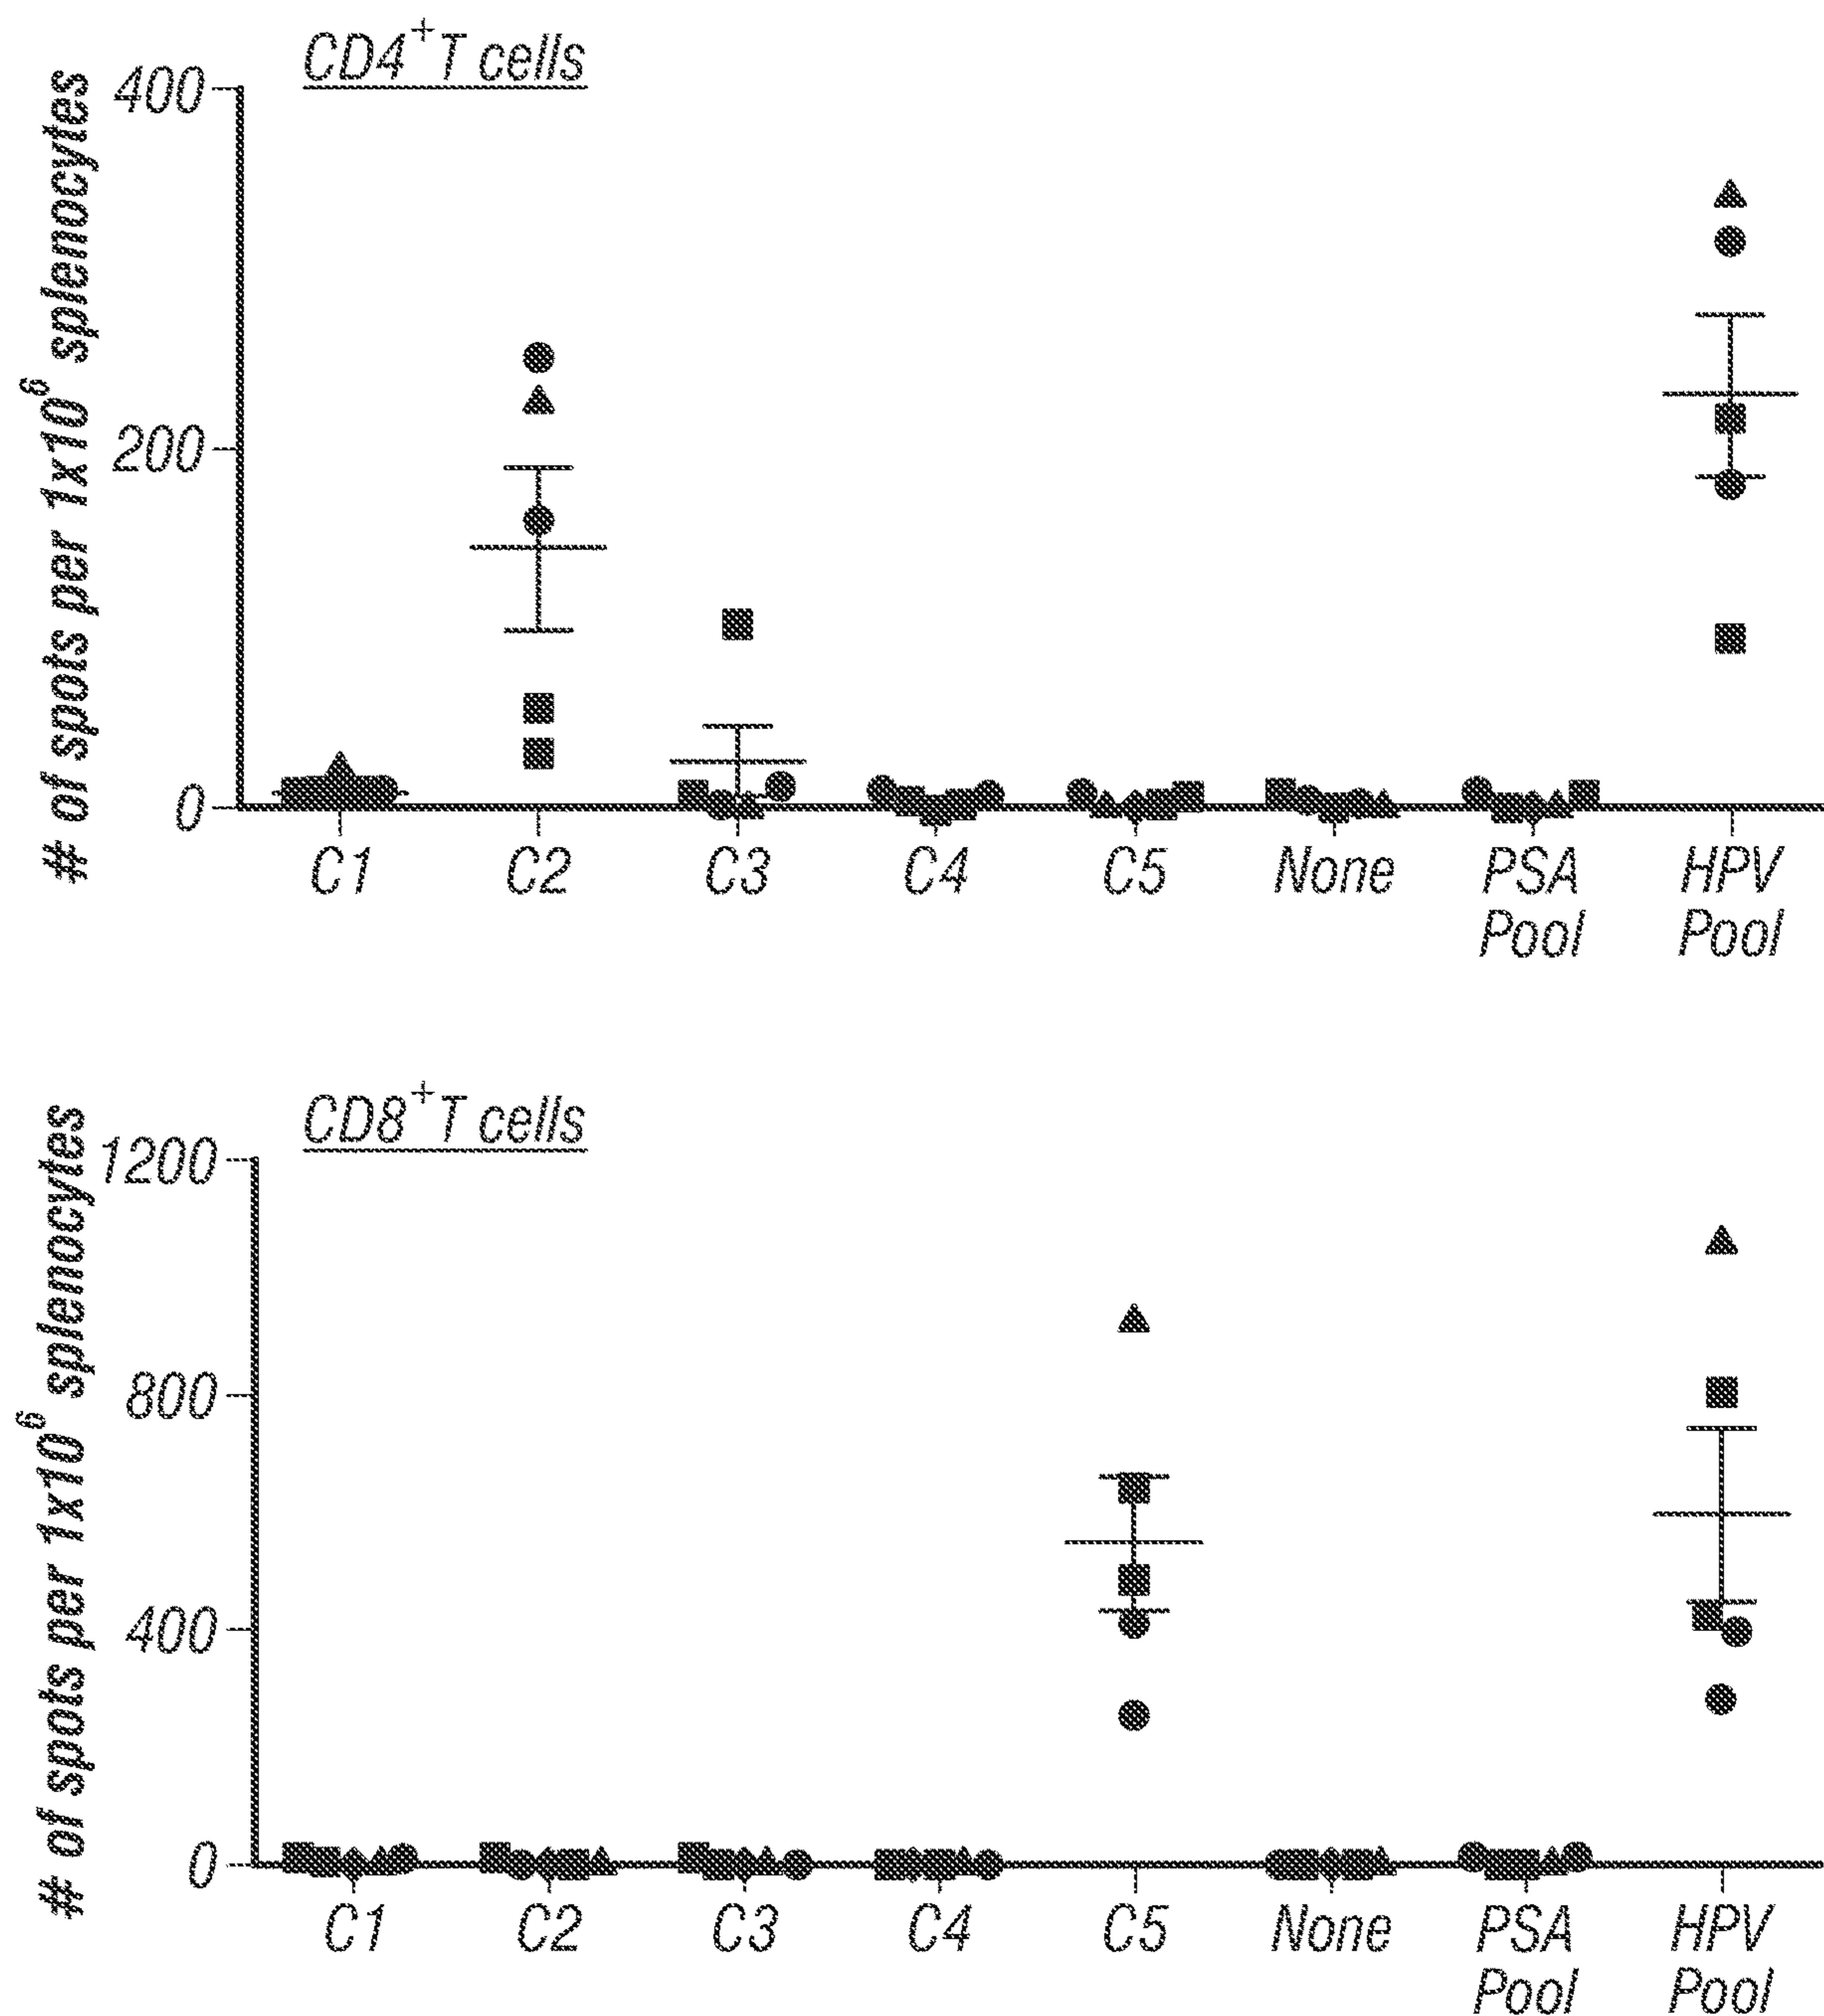 CD4+ T cells
# of spots per 1x10^6 splenocytes
400
200
0
C1 C2 C3 C4 C5 None PSA Pool HPV Pool
CD8+ T cells
# of spots per 1x10^6 splenocytes
1200
800
400
0
C1 C2 C3 C4 C5 None PSA Pool HPV Pool